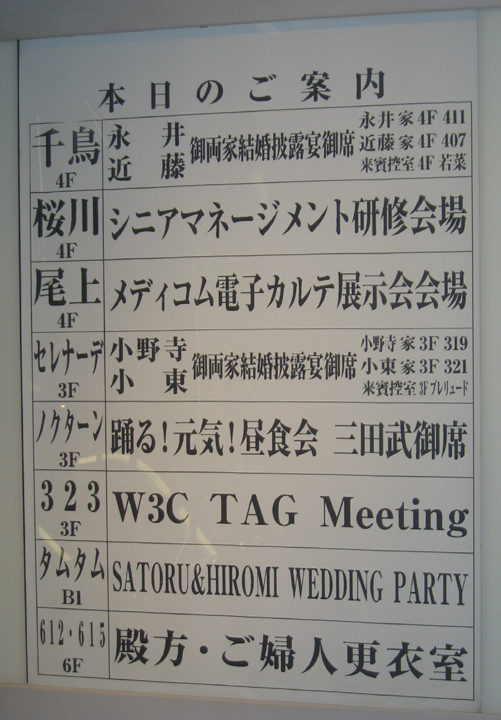 本日のご案内
千鳥 4F 永井 近藤 御両家結婚披露宴御席 永井家 4F 411 近藤家 4F 407 来賓控室 4F 若菜
桜川 4F シニアマネージメント研修会場
尾上 4F メディコム電子カルテ展示会会場
セレナーデ 3F 小野寺 小東 御両家結婚披露宴御席 小野寺家 3F 319 小東家 3F 321 来賓控室 3F プレリュード
ノクターン 3F 踊る!元気!昼食会 三田武御席
323 3F W3C TAG Meeting
タムタム B1 SATORU&HIROMI WEDDING PARTY
612・615 6F 殿方・ご婦人更衣室